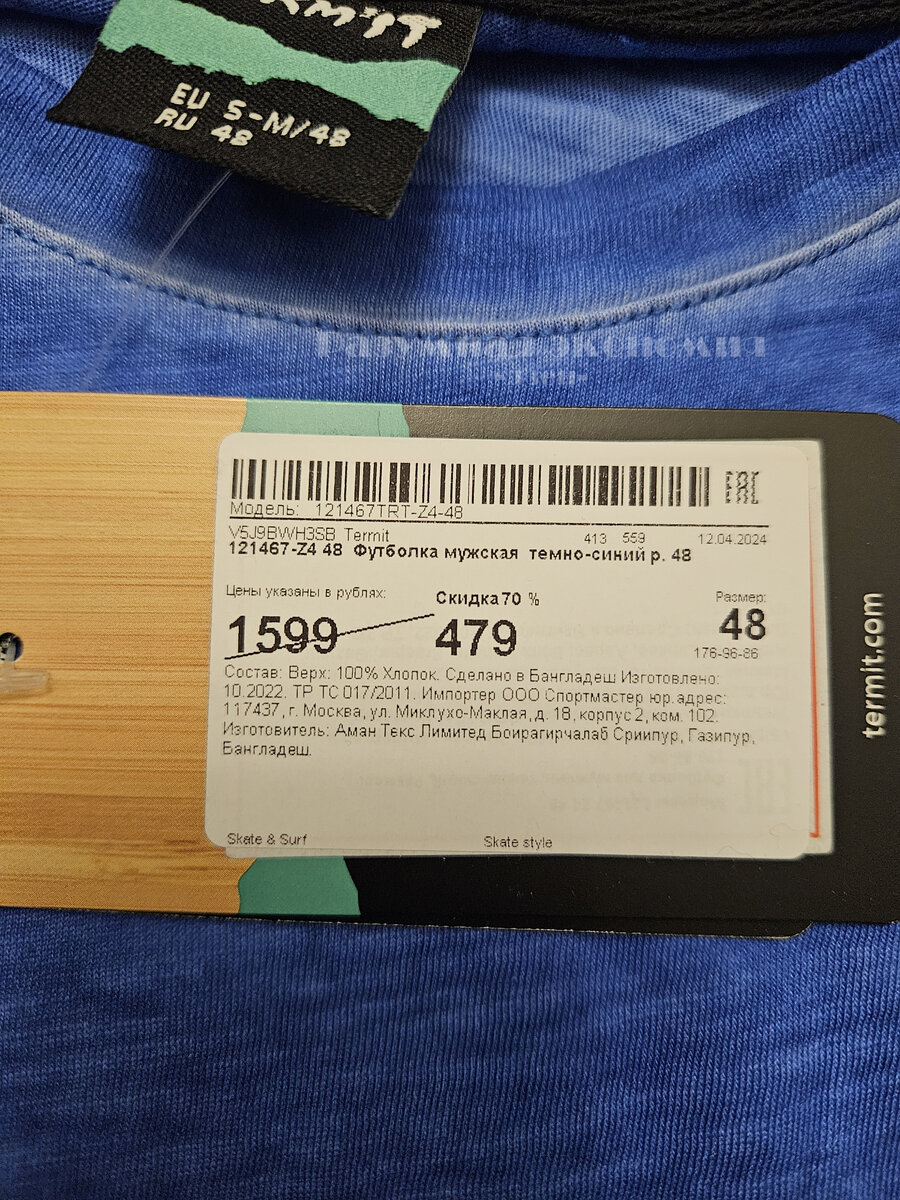 EU S-M/48
RU 48
Разумная экономия
Модель: 121467TRT-Z4-48
EAC
V5J9BWH3SB Termit 413 559 12.04.2024
121467-Z4 48 Футболка мужская темно-синий р. 48
Цены указаны в рублях: Скидка 70 % Размер:
1599 479 48
176-96-86
Состав: Верх: 100% Хлопок. Сделано в Бангладеш Изготовлено:
10.2022. ТР ТС 017/2011. Импортер ООО Спортмастер юр.адрес:
117437, г. Москва, ул. Миклухо-Маклая, д. 18, корпус 2, ком. 102.
Изготовитель: Аман Текс Лимитед Боирагирчалаб Сриипур, Газипур,
Бангладеш.
Skate & Surf Skate style
termit.com